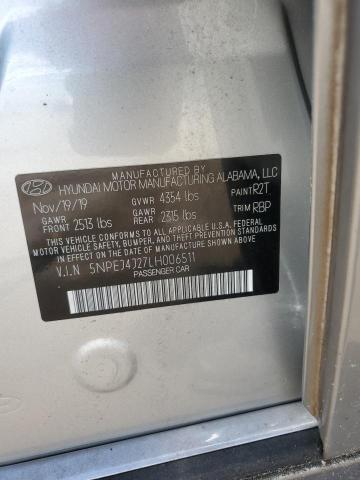 MANUFACTURED BY
HYUNDAI MOTOR MANUFACTURING ALABAMA, LLC
Nov/19/19 GVWR 4354 lbs PAINT R2T
GAWR FRONT 2513 lbs GAWR REAR 2315 lbs TRIM RBP
THIS VEHICLE CONFORMS TO ALL APPLICABLE U.S.A. FEDERAL
MOTOR VEHICLE SAFETY, BUMPER, AND THEFT PREVENTION
STANDARDS IN EFFECT ON THE DATE OF MANUFACTURE SHOWN ABOVE.
V.I.N 5NPEJ4J27LH006511
PASSENGER CAR